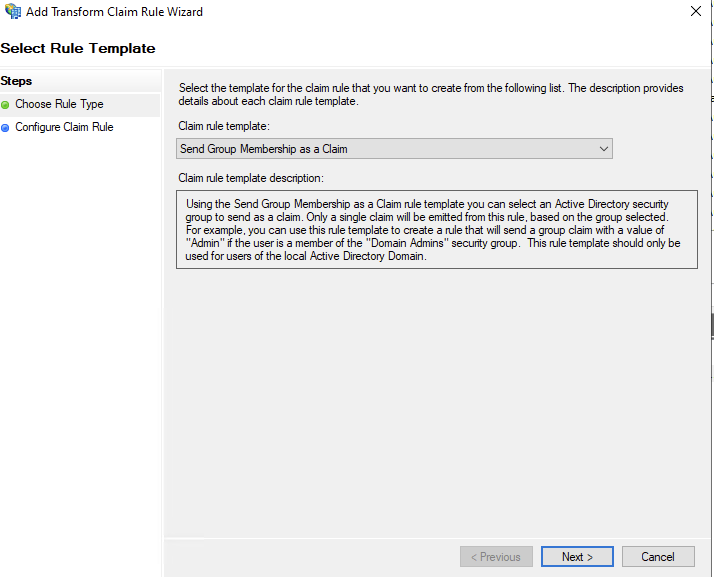 Add Transform Claim Rule Wizard
Select Rule Template
Steps
Choose Rule Type
Configure Claim Rule
Select the template for the claim rule that you want to create from the following list. The description provides
details about each claim rule template.
Claim rule template:
Send Group Membership as a Claim
Claim rule template description:
Using the Send Group Membership as a Claim rule template you can select an Active Directory security
group to send as a claim. Only a single claim will be emitted from this rule, based on the group selected.
For example, you can use this rule template to create a rule that will send a group claim with a value of
"Admin" if the user is a member of the "Domain Admins" security group.  This rule template should only be
used for users of the local Active Directory Domain.
< Previous
Next >
Cancel